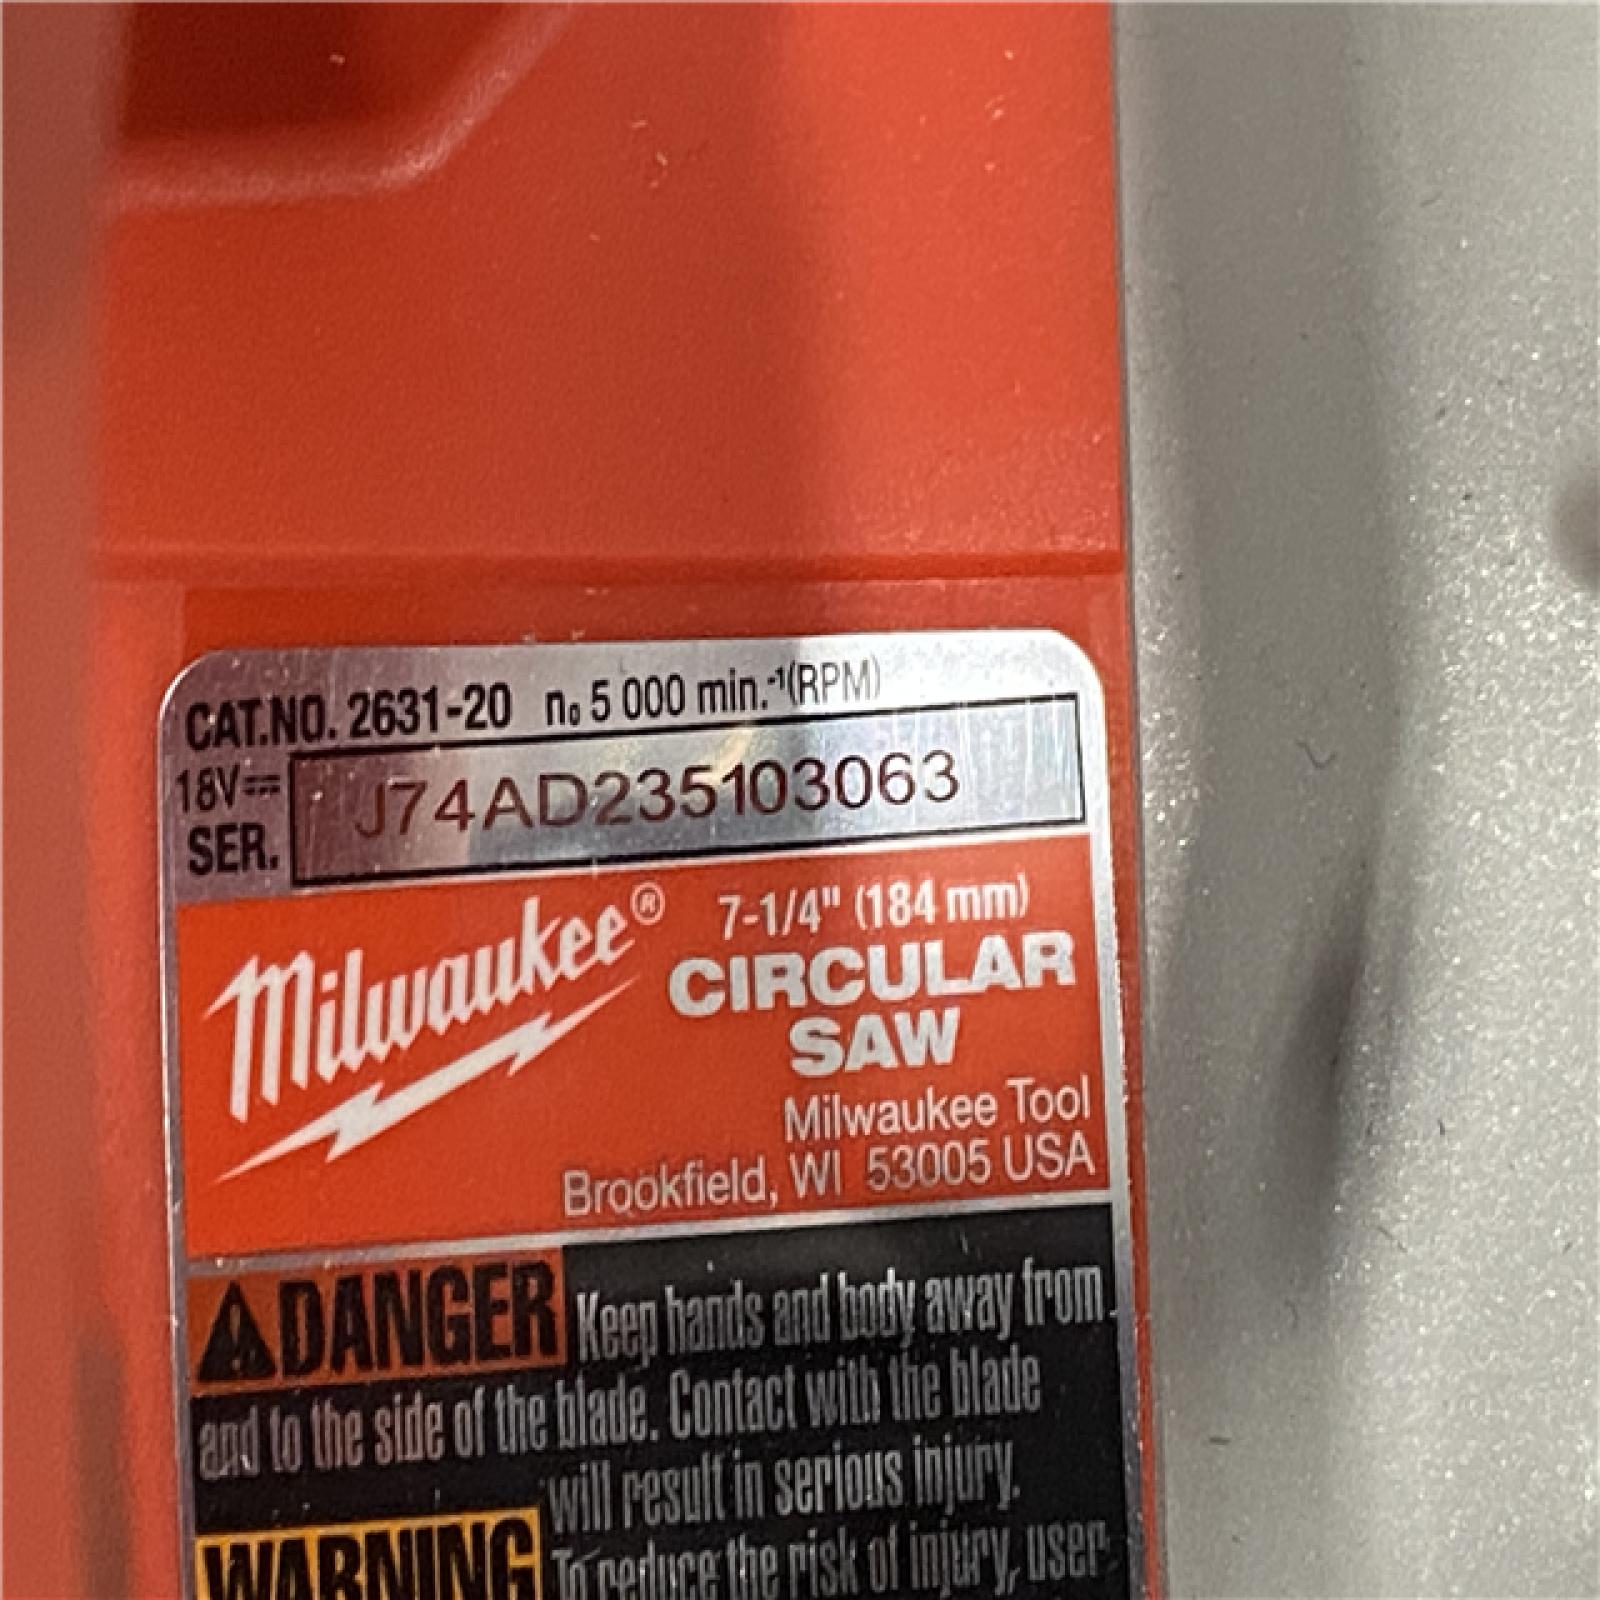 CAT.NO. 2631-20 n₀ 5 000 min.⁻¹(RPM)
18V⎓
SER. J74AD235103063
Milwaukee®
7-1/4" (184 mm)
CIRCULAR
SAW
Milwaukee Tool
Brookfield, WI 53005 USA
DANGER Keep hands and body away from
and to the side of the blade. Contact with the blade
will result in serious injury.
WARNING To reduce the risk of injury, user